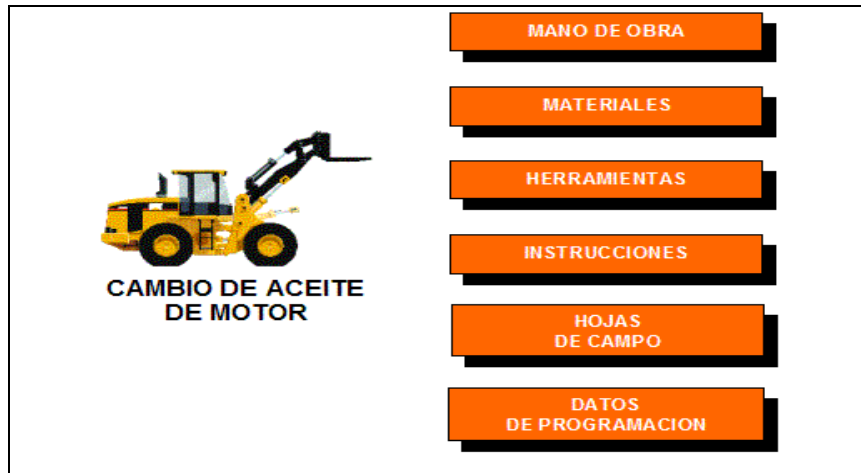 MANO DE OBRA
MATERIALES
HERRAMIENTAS
INSTRUCCIONES
HOJAS
DE CAMPO
DATOS
DE PROGRAMACION
CAMBIO DE ACEITE
DE MOTOR